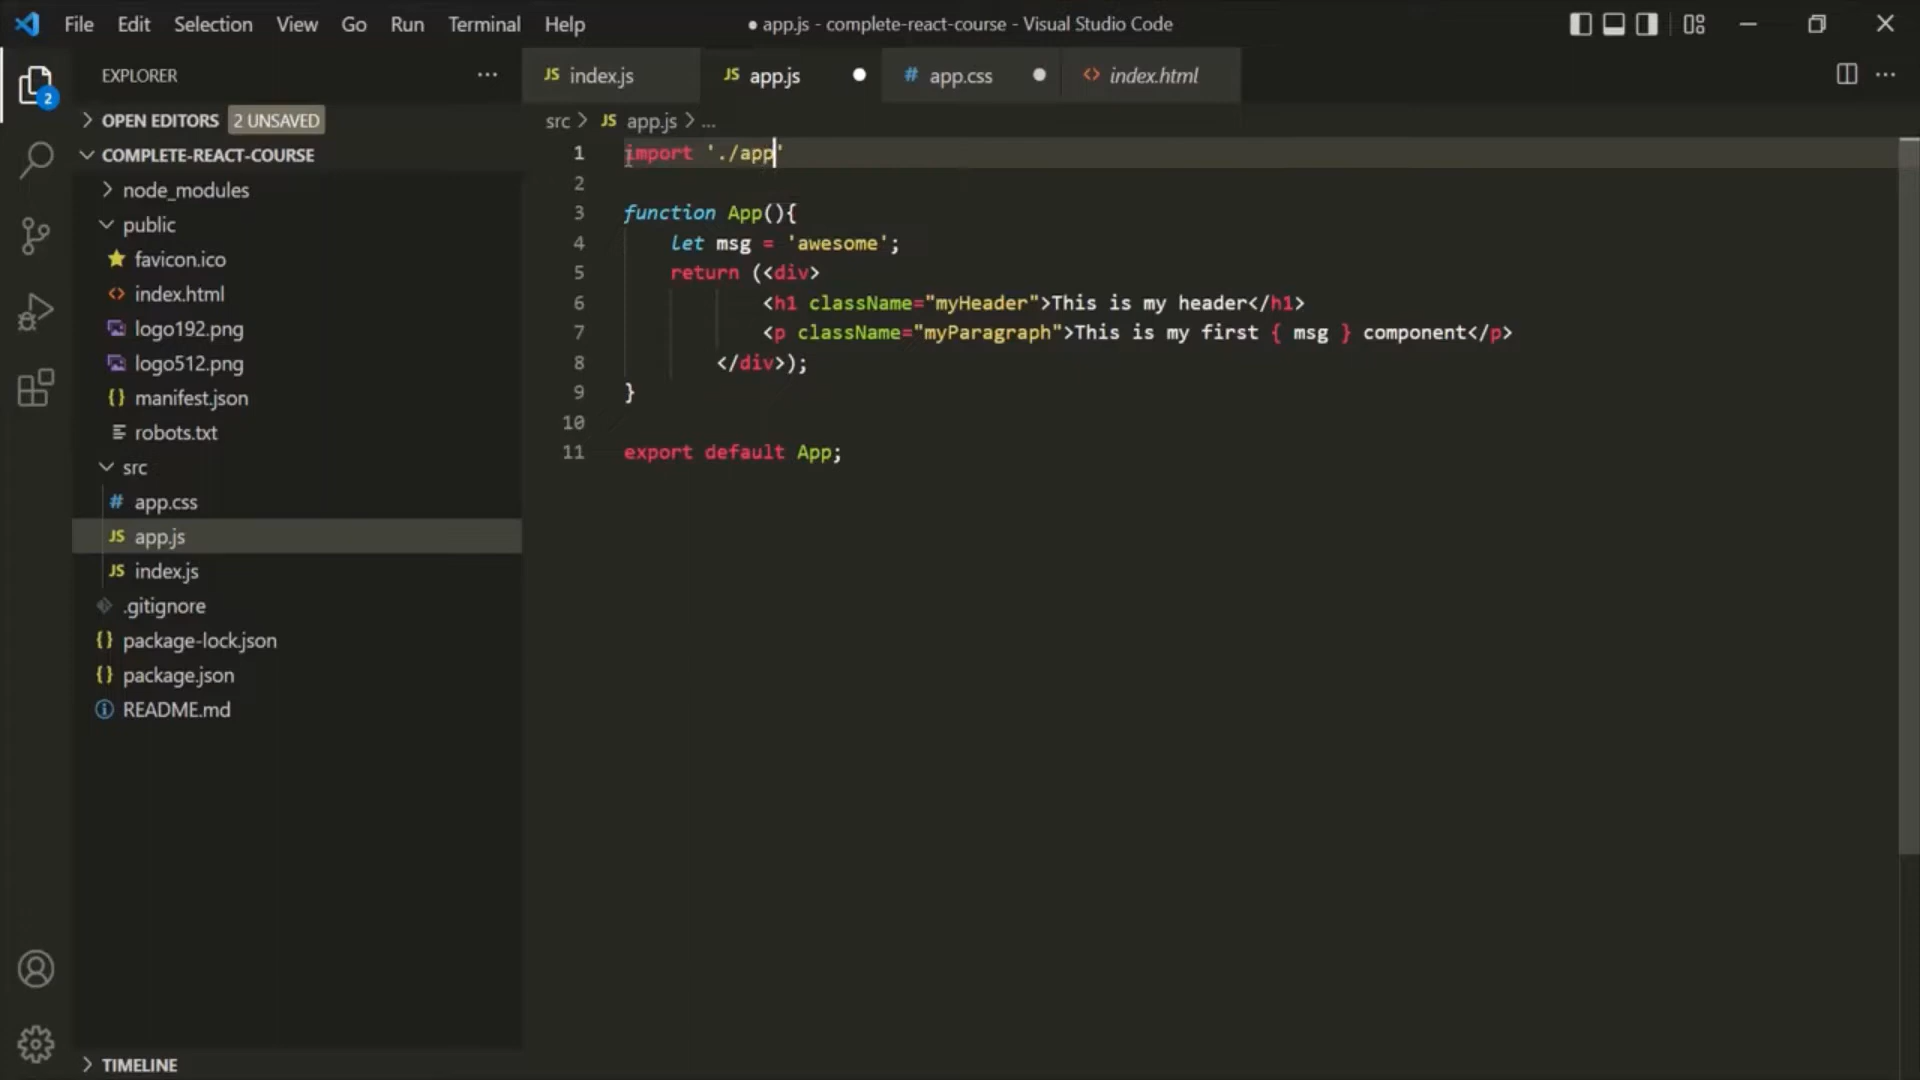 File Edit Selection View Go Run Terminal Help
● app.js - complete-react-course - Visual Studio Code
EXPLORER
2
OPEN EDITORS 2 UNSAVED
COMPLETE-REACT-COURSE
node_modules
public
favicon.ico
index.html
logo192.png
logo512.png
manifest.json
robots.txt
src
app.css
app.js
index.js
.gitignore
package-lock.json
package.json
README.md
TIMELINE
JS index.js JS app.js # app.css <> index.html
src > JS app.js > ...
1 import './app'
2
3 function App(){
4 let msg = 'awesome';
5 return (<div>
6 <h1 className="myHeader">This is my header</h1>
7 <p className="myParagraph">This is my first { msg } component</p>
8 </div>);
9 }
10
11 export default App;